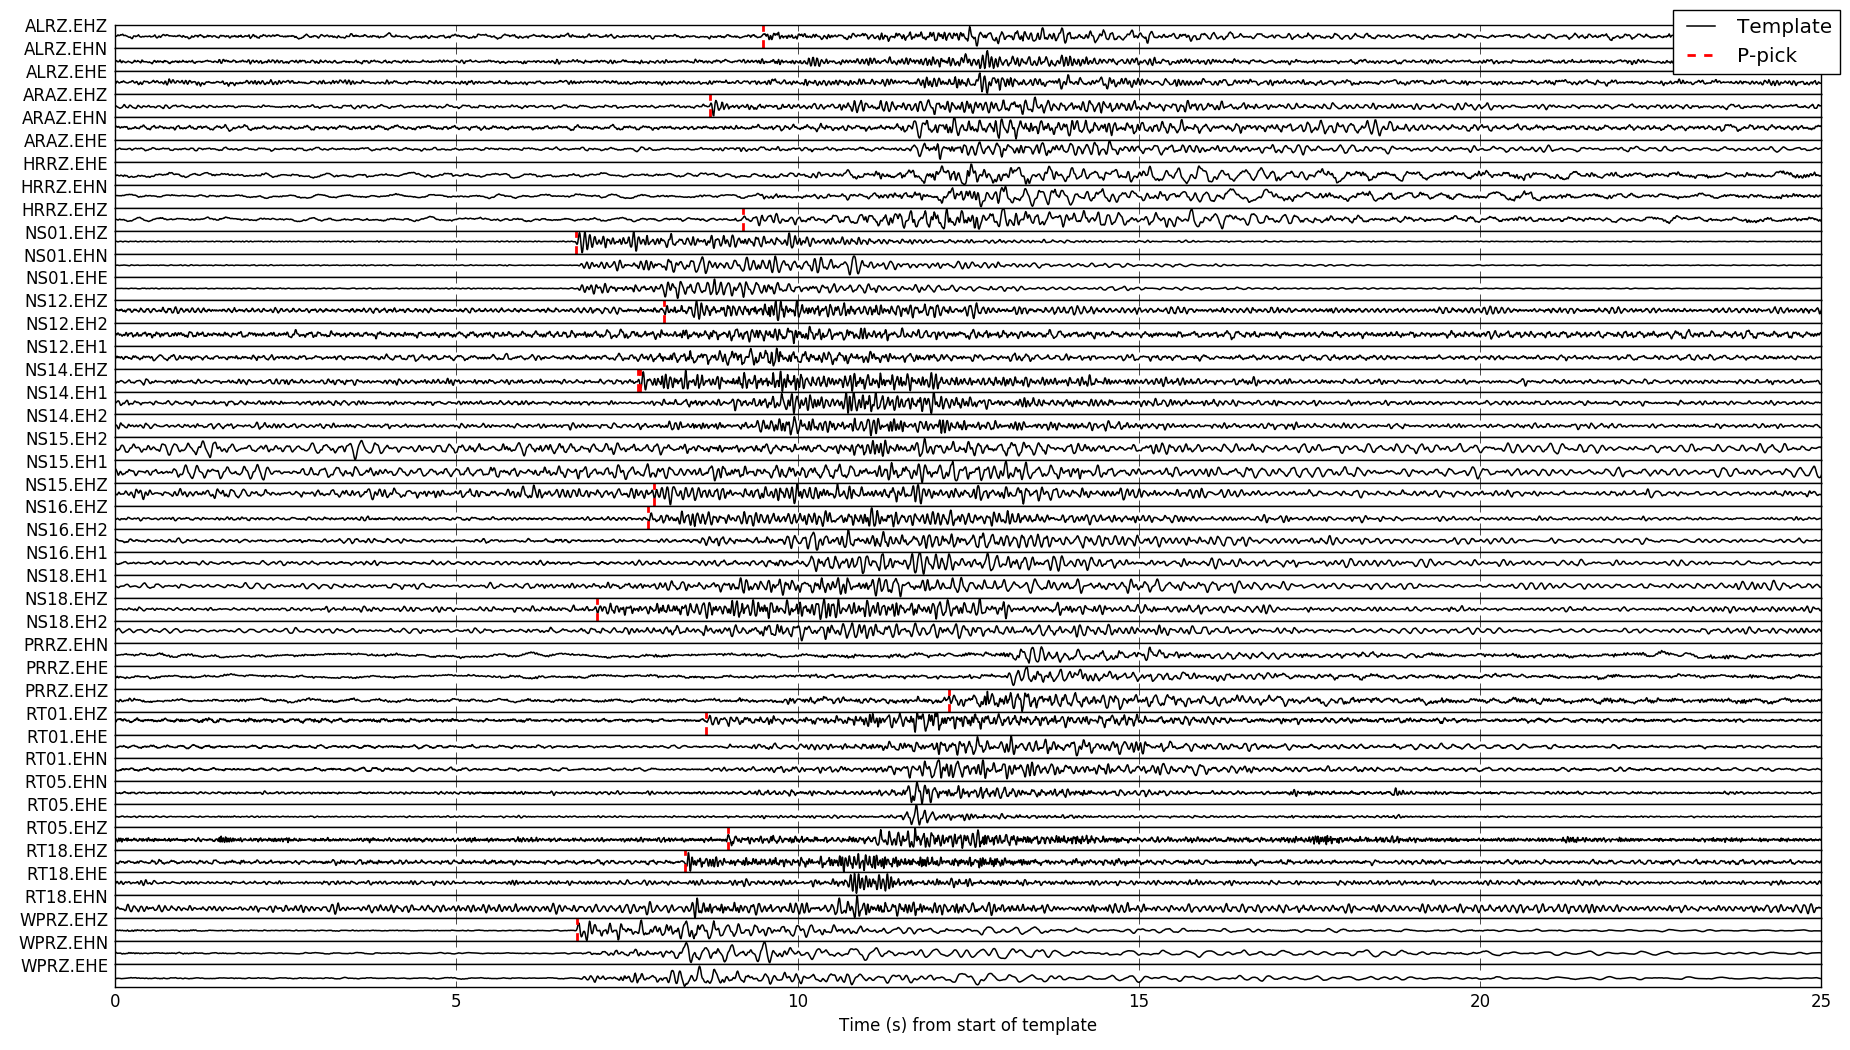 Template
P-pick
ALRZ.EHZ
ALRZ.EHN
ALRZ.EHE
ARAZ.EHZ
ARAZ.EHN
ARAZ.EHE
HRRZ.EHE
HRRZ.EHN
HRRZ.EHZ
NS01.EHZ
NS01.EHN
NS01.EHE
NS12.EHZ
NS12.EH2
NS12.EH1
NS14.EHZ
NS14.EH1
NS14.EH2
NS15.EH2
NS15.EH1
NS15.EHZ
NS16.EHZ
NS16.EH2
NS16.EH1
NS18.EH1
NS18.EHZ
NS18.EH2
PRRZ.EHN
PRRZ.EHE
PRRZ.EHZ
RT01.EHZ
RT01.EHE
RT01.EHN
RT05.EHN
RT05.EHE
RT05.EHZ
RT18.EHZ
RT18.EHE
RT18.EHN
WPRZ.EHZ
WPRZ.EHN
WPRZ.EHE
0 5 10 15 20 25
Time (s) from start of template